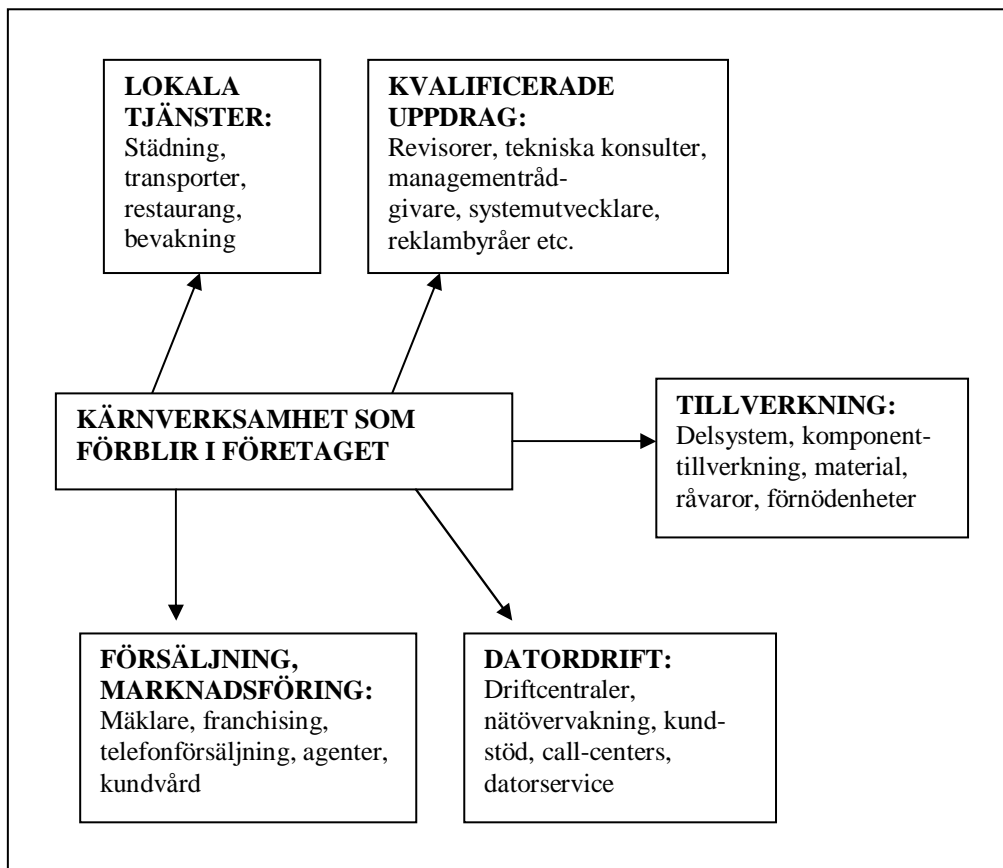 LOKALA
TJÄNSTER:
Städning,
transporter,
restaurang,
bevakning
KVALIFICERADE
UPPDRAG:
Revisorer, tekniska konsulter,
managementråd-
givare, systemutvecklare,
reklambyråer etc.
KÄRNVERKSAMHET SOM
FÖRBLIR I FÖRETAGET
TILLVERKNING:
Delsystem, komponent-
tillverkning, material,
råvaror, förnödenheter
FÖRSÄLJNING,
MARKNADSFÖRING:
Mäklare, franchising,
telefonförsäljning, agenter,
kundvård
DATORDRIFT:
Driftcentraler,
nätövervakning, kund-
stöd, call-centers,
datorservice